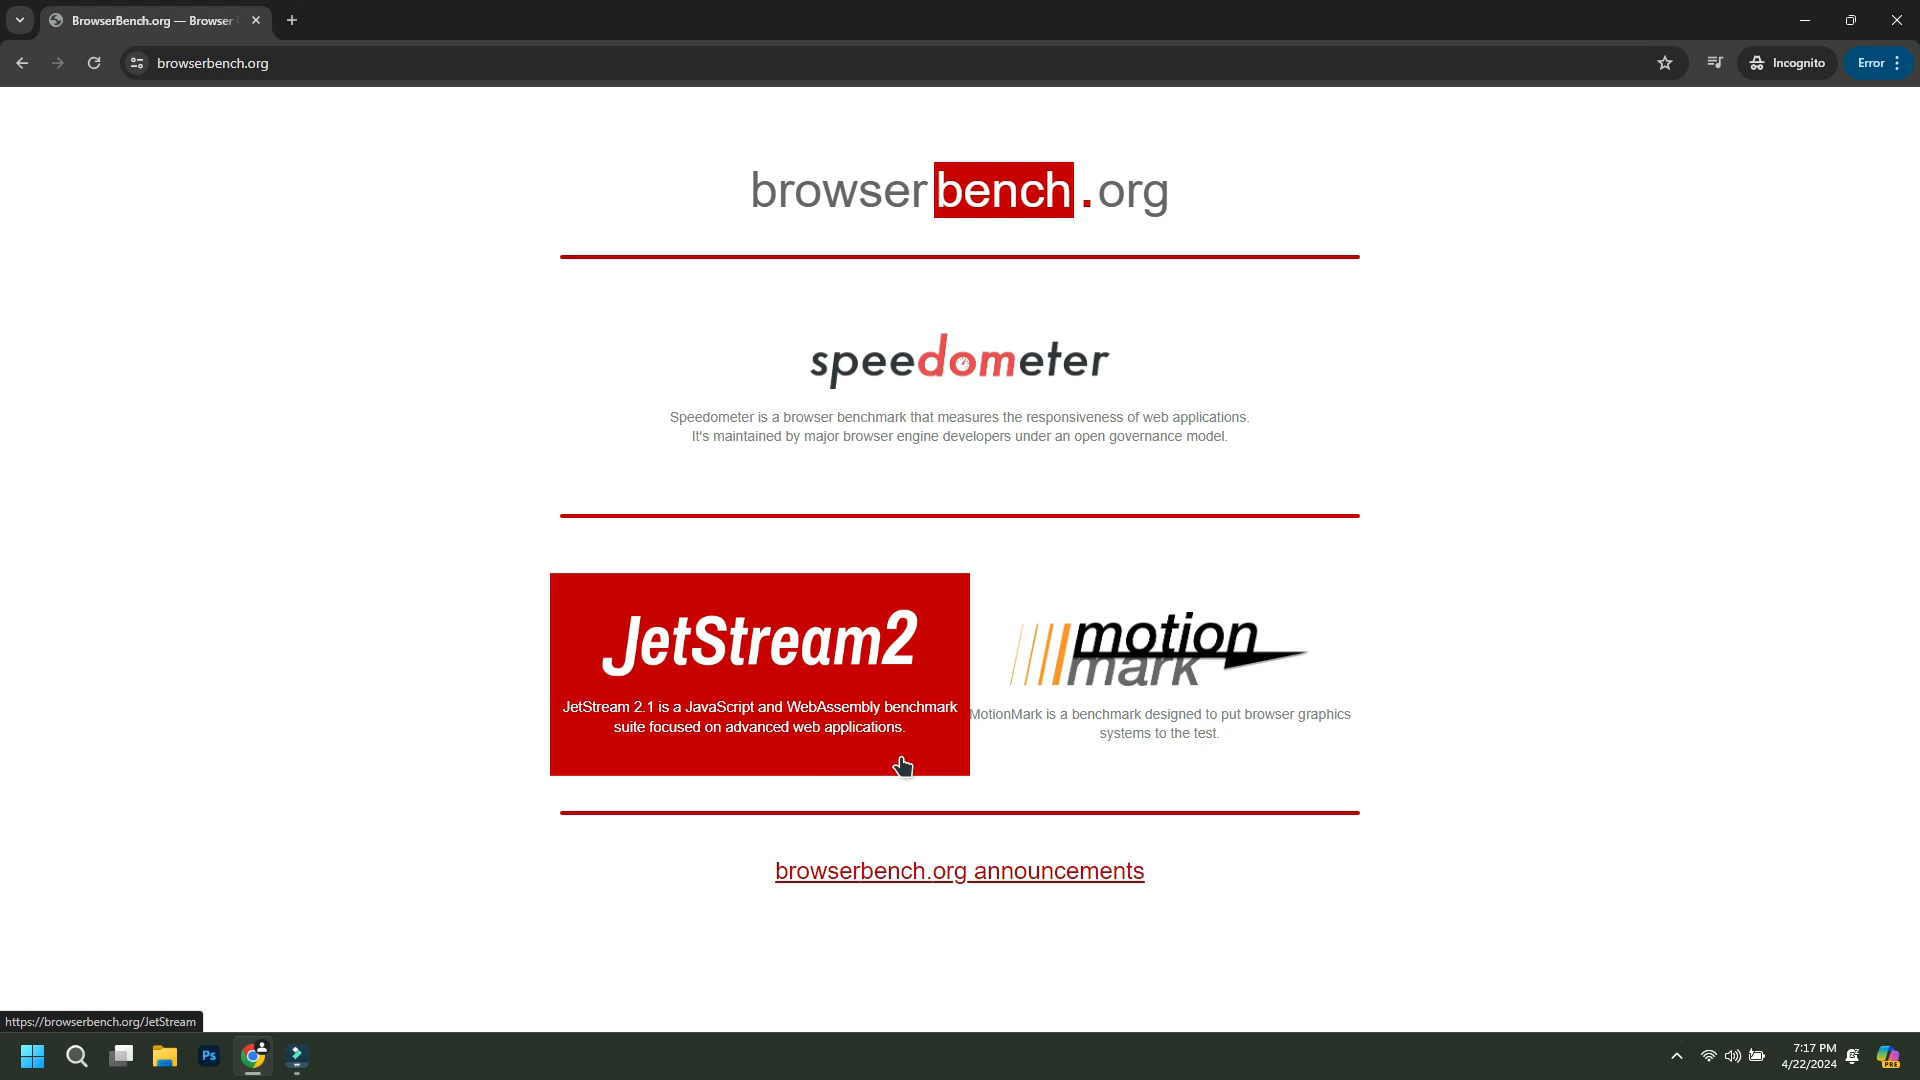 BrowserBench.org — Browser
browserbench.org
Incognito
Error
browserbench.org
speedometer
Speedometer is a browser benchmark that measures the responsiveness of web applications.
It's maintained by major browser engine developers under an open governance model.
JetStream2
JetStream 2.1 is a JavaScript and WebAssembly benchmark
suite focused on advanced web applications.
motion
mark
MotionMark is a benchmark designed to put browser graphics
systems to the test.
browserbench.org announcements
https://browserbench.org/JetStream
Ps
7:17 PM
4/22/2024
PRE